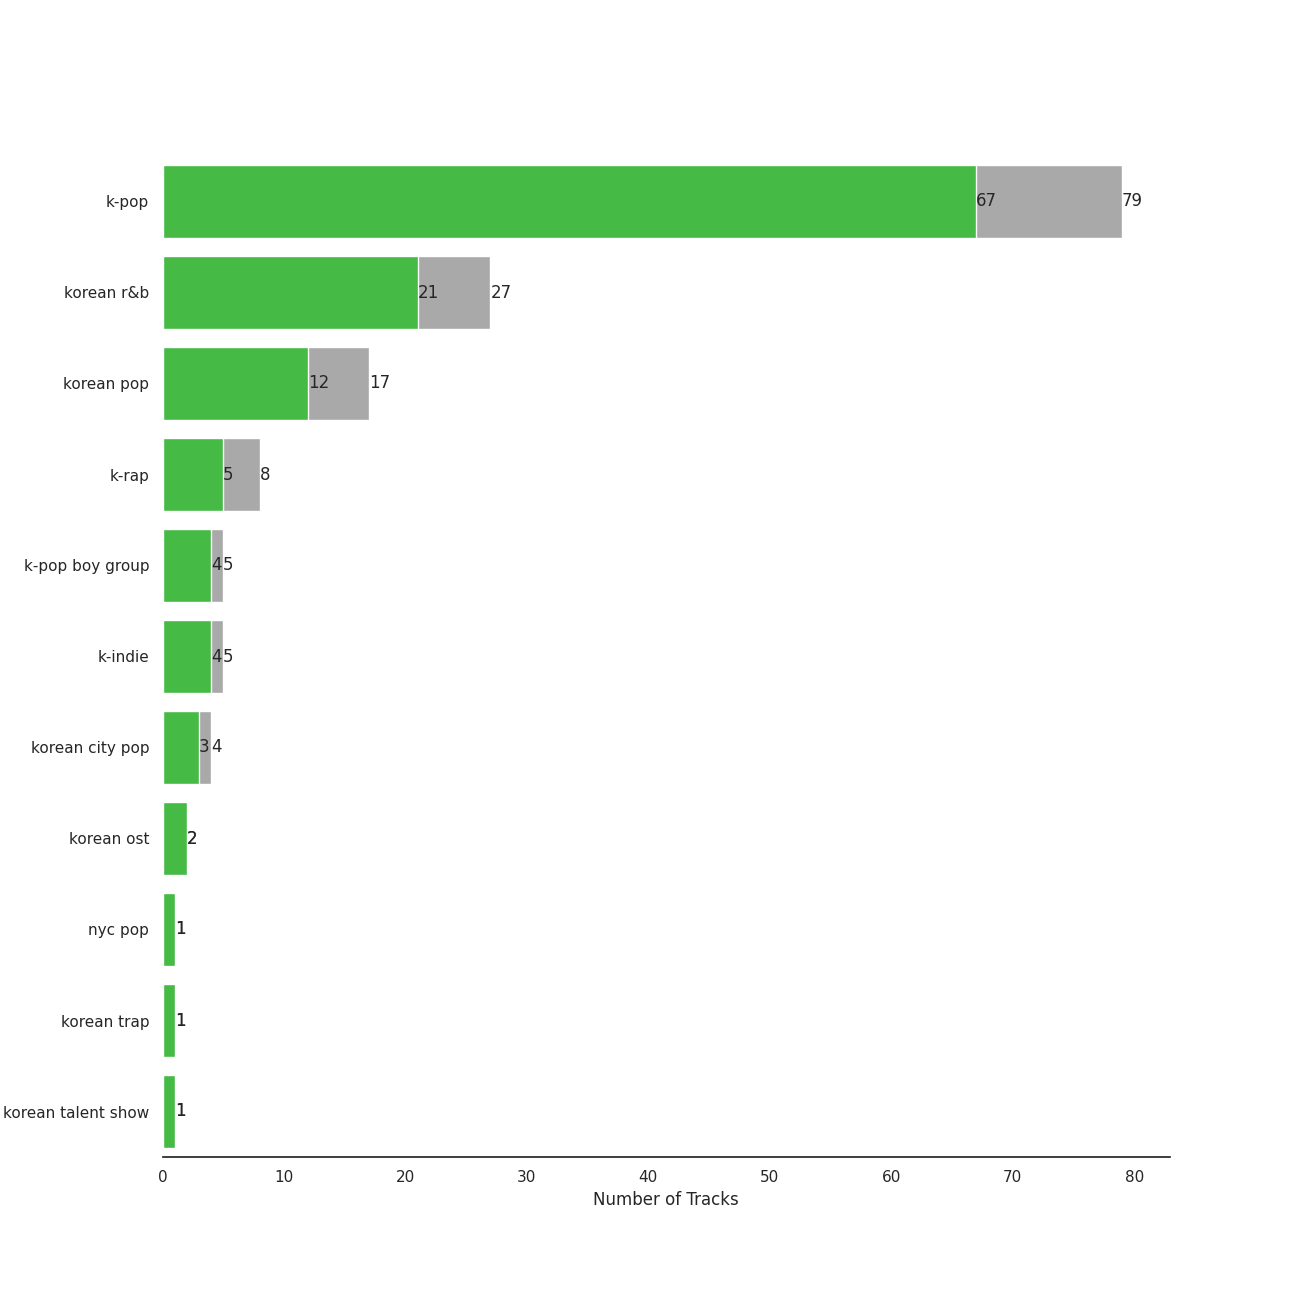 k-pop 67 79
korean r&b 21 27
korean pop 12 17
k-rap 5 8
k-pop boy group 4 5
k-indie 4 5
korean city pop 3 4
korean ost 2
nyc pop 1
korean trap 1
korean talent show 1
0 10 20 30 40 50 60 70 80
Number of Tracks